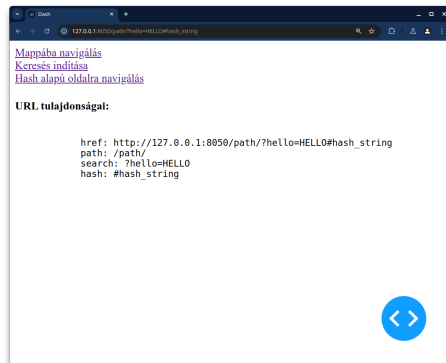 Dash
127.0.0.1:8050/path/?hello=HELLO#hash_string
Mappába navigálás
Keresés indítása
Hash alapú oldalra navigálás
URL tulajdonságai:
href: http://127.0.0.1:8050/path/?hello=HELLO#hash_string
path: /path/
search: ?hello=HELLO
hash: #hash_string